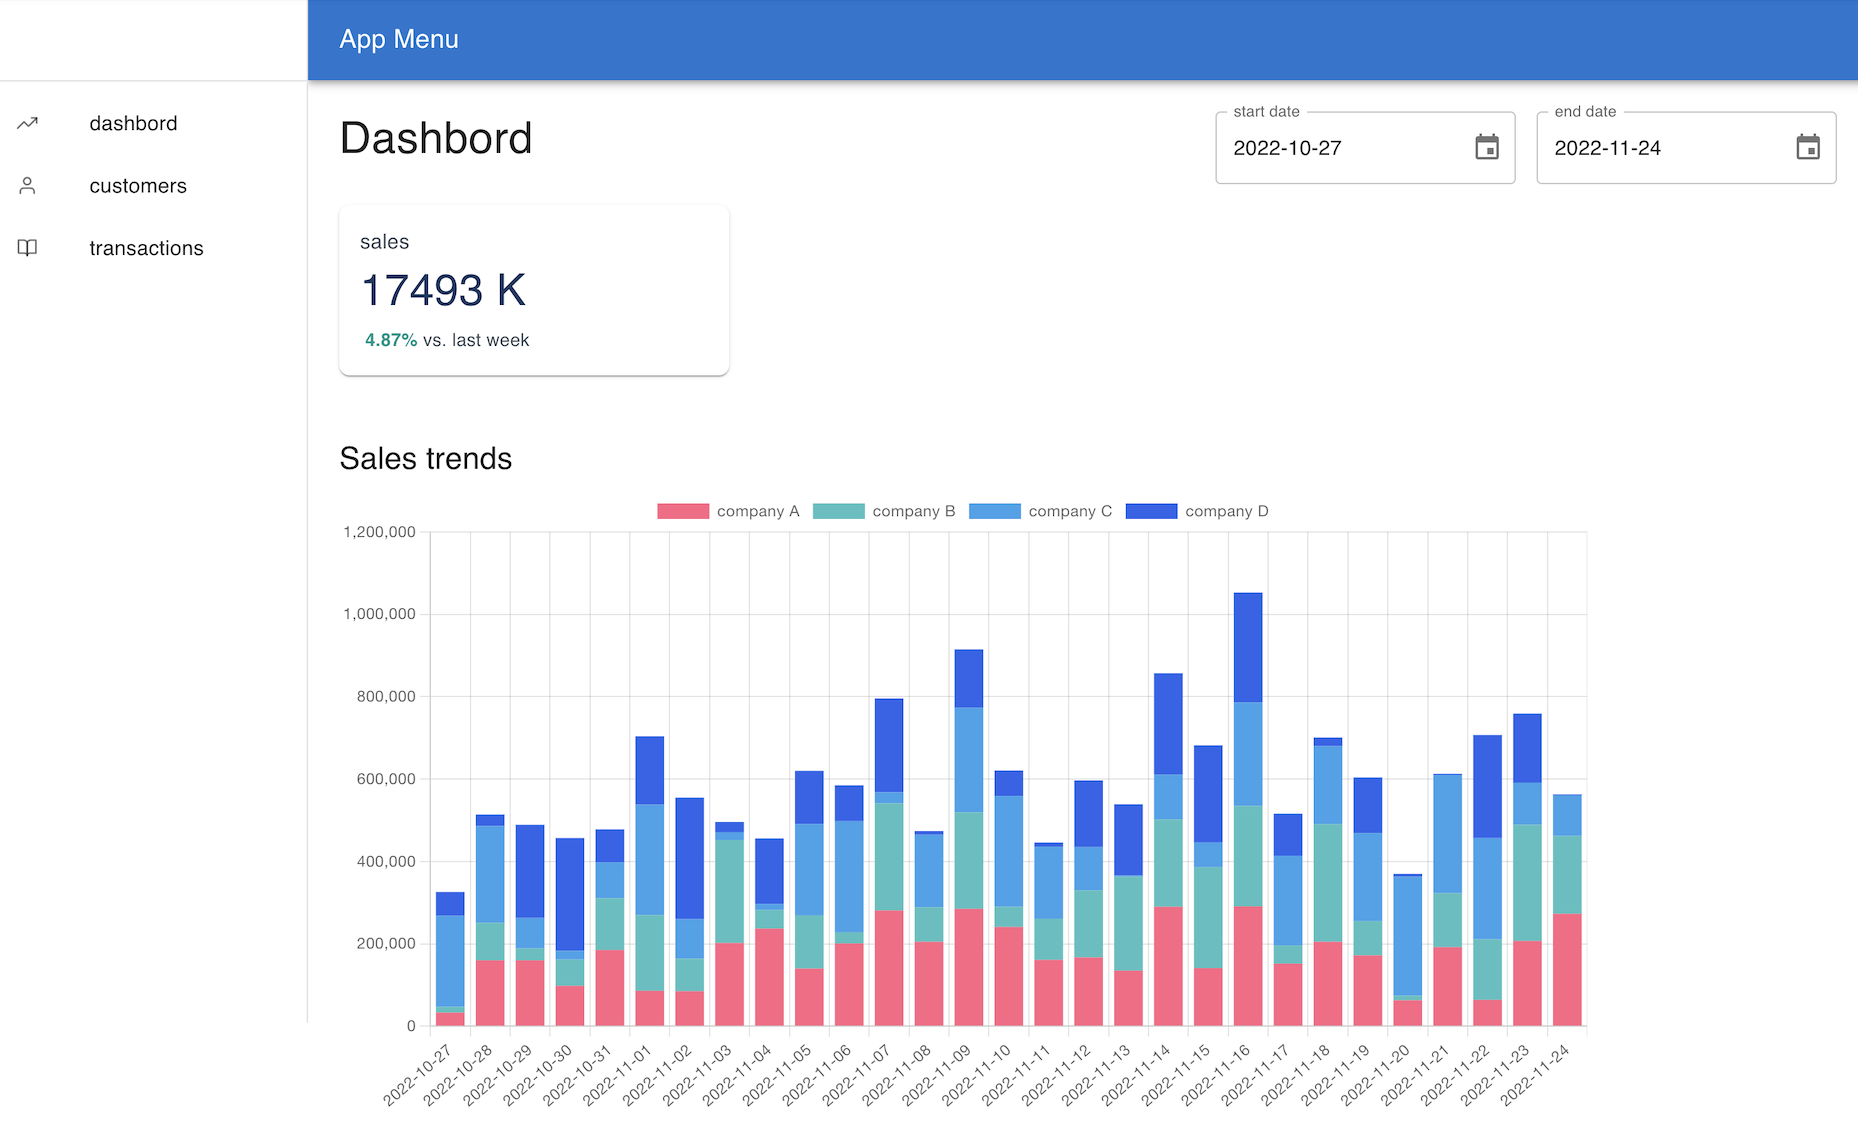 App Menu
dashbord
customers
transactions
Dashbord
start date
2022-10-27
end date
2022-11-24
sales
17493 K
4.87% vs. last week
Sales trends
company A company B company C company D
1,200,000
1,000,000
800,000
600,000
400,000
200,000
0
2022-10-27 2022-10-28 2022-10-29 2022-10-30 2022-10-31 2022-11-01 2022-11-02 2022-11-03 2022-11-04 2022-11-05 2022-11-06 2022-11-07 2022-11-08 2022-11-09 2022-11-10 2022-11-11 2022-11-12 2022-11-13 2022-11-14 2022-11-15 2022-11-16 2022-11-17 2022-11-18 2022-11-19 2022-11-20 2022-11-21 2022-11-22 2022-11-23 2022-11-24